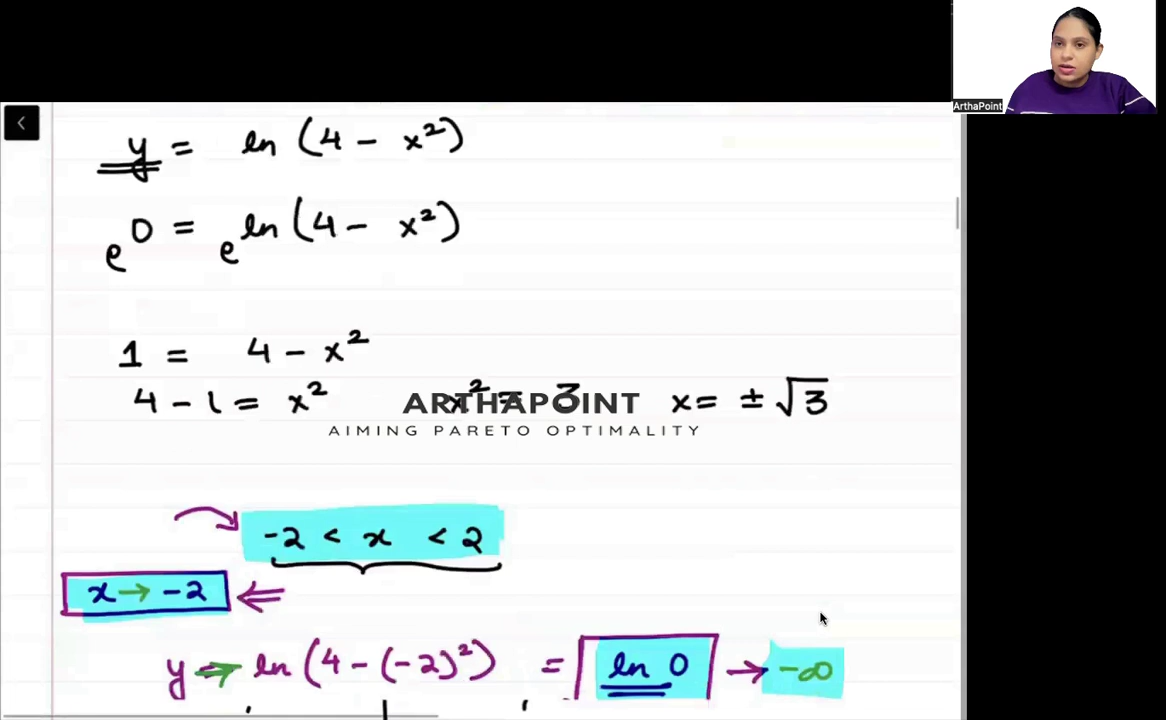 ArthaPoint
y = ln (4 - x²)
e^0 = e^ln (4 - x²)
1 = 4 - x²
4 - 1 = x² x² = 3 x = ± √3
ARTHAPOINT
AIMING PARETO OPTIMALITY
-2 < x < 2
x → -2 ⇐
y → ln (4 - (-2)²) = ln 0 → -∞